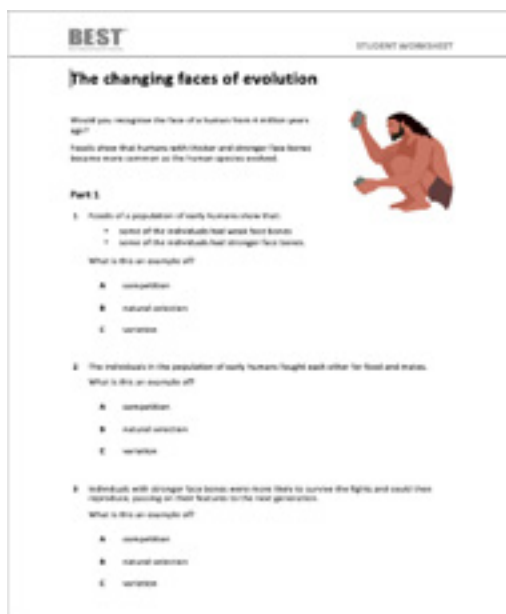 BEST
STUDENT WORKSHEET
The changing faces of evolution
Would you recognise the face of a human from 4 million years
ago?
Fossils show that humans with thicker and stronger face bones
became more common as the human species evolved.
Part 1
1 Fossils of a population of early humans show that:
• some of the individuals had weak face bones
• some of the individuals had stronger face bones.
What is this an example of?
A competition
B natural selection
C variation
2 The individuals in the population of early humans fought each other for food and mates.
What is this an example of?
A competition
B natural selection
C variation
3 Individuals with stronger face bones were more likely to survive the fights and could then
reproduce, passing on their features to the next generation.
What is this an example of?
A competition
B natural selection
C variation